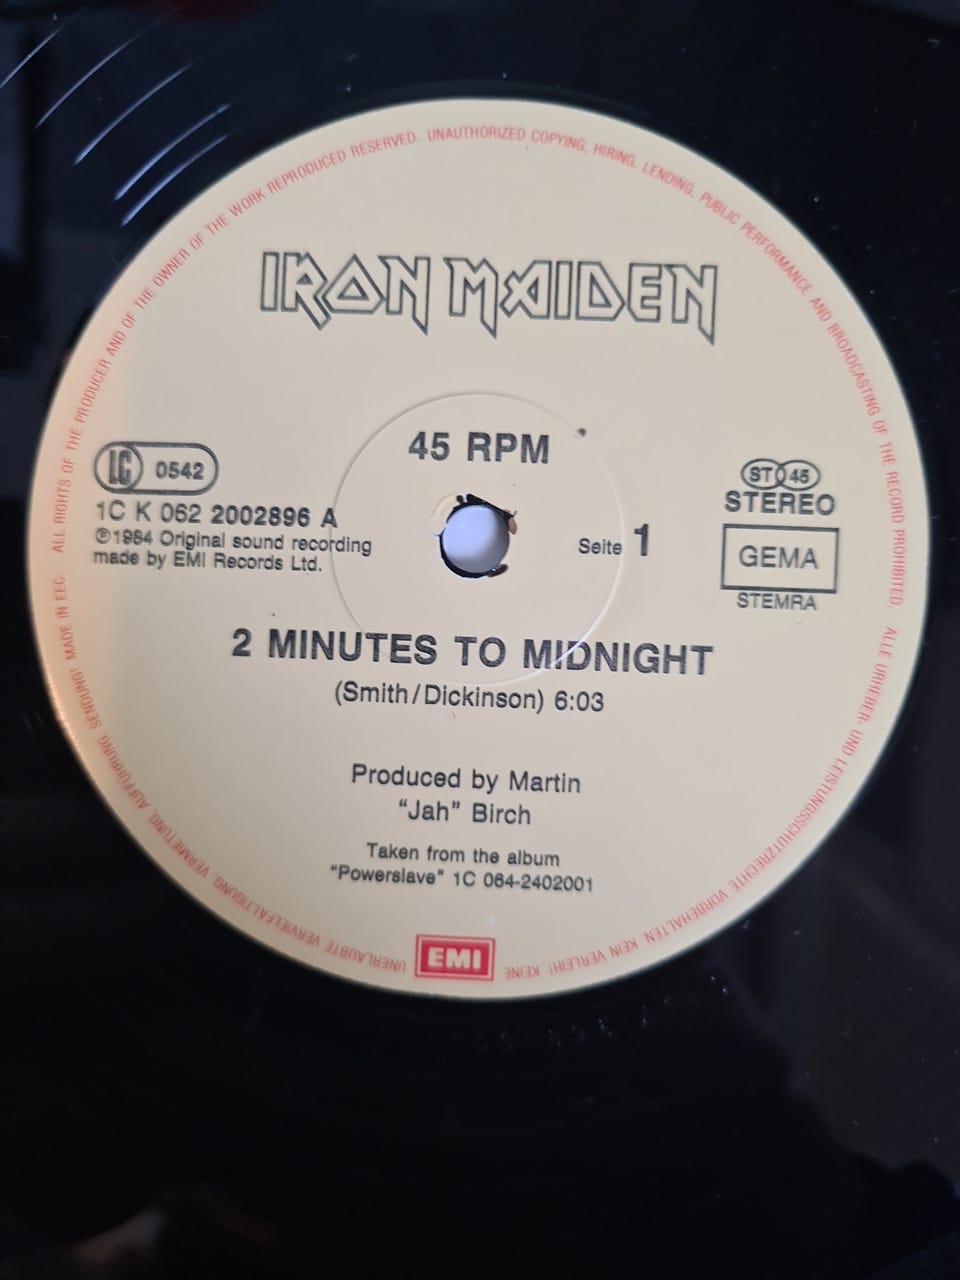 IRON MAIDEN
45 RPM
LC 0542
1C K 062 2002896 A
℗1984 Original sound recording
made by EMI Records Ltd.
Seite 1
ST 45
STEREO
GEMA
STEMRA
2 MINUTES TO MIDNIGHT
(Smith/Dickinson) 6:03
Produced by Martin
“Jah” Birch
Taken from the album
“Powerslave” 1C 064-2402001
EMI
ALL RIGHTS OF THE PRODUCER AND OF THE OWNER OF THE WORK REPRODUCED RESERVED. UNAUTHORIZED COPYING, HIRING, LENDING, PUBLIC PERFORMANCE AND BROADCASTING OF THE RECORD PROHIBITED.
ALLE URHEBER- UND LEISTUNGSSCHUTZRECHTE VORBEHALTEN. KEIN VERLEIH! KEINE UNERLAUBTE VERVIELFÄLTIGUNG, VERMIETUNG, AUFFÜHRUNG, SENDUNG! MADE IN EEC.